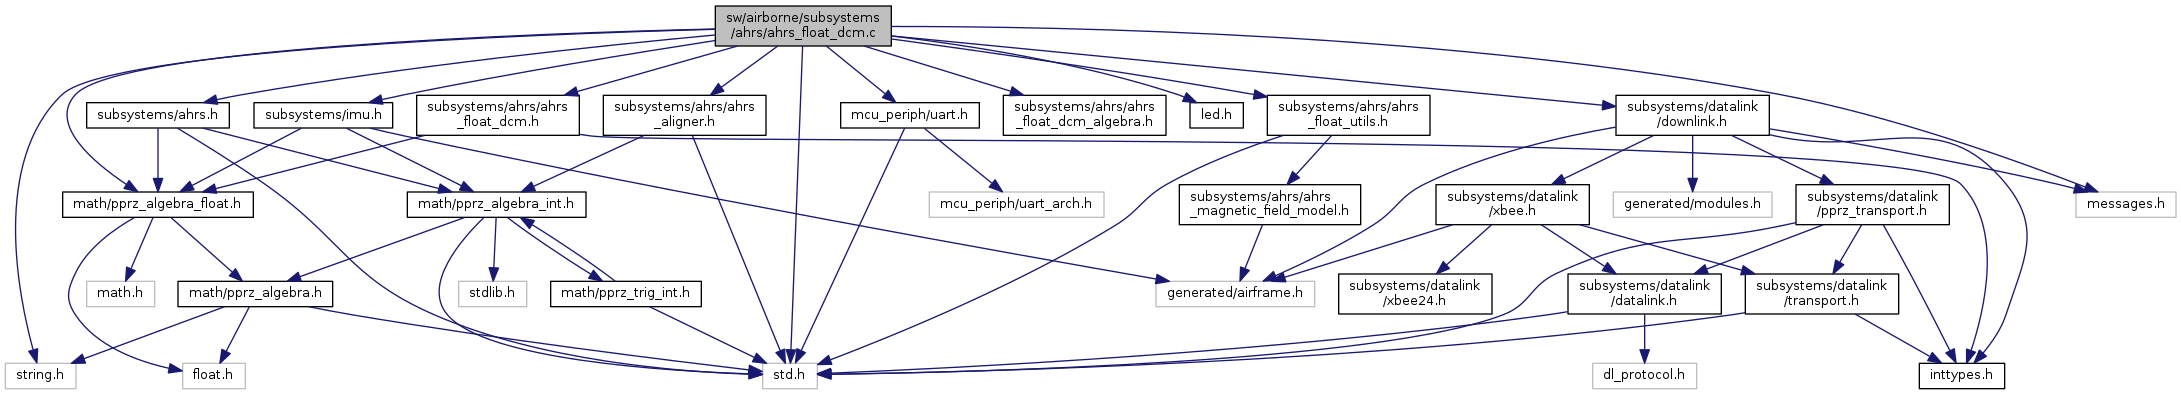 sw/airborne/subsystems
/ahrs/ahrs_float_dcm.c
subsystems/ahrs.h
subsystems/imu.h
subsystems/ahrs/ahrs
_float_dcm.h
subsystems/ahrs/ahrs
_aligner.h
mcu_periph/uart.h
subsystems/ahrs/ahrs
_float_dcm_algebra.h
led.h
subsystems/ahrs/ahrs
_float_utils.h
subsystems/datalink
/downlink.h
math/pprz_algebra_float.h
math/pprz_algebra_int.h
mcu_periph/uart_arch.h
subsystems/ahrs/ahrs
_magnetic_field_model.h
subsystems/datalink
/xbee.h
generated/modules.h
subsystems/datalink
/pprz_transport.h
messages.h
math.h
math/pprz_algebra.h
stdlib.h
math/pprz_trig_int.h
generated/airframe.h
subsystems/datalink
/xbee24.h
subsystems/datalink
/datalink.h
subsystems/datalink
/transport.h
string.h
float.h
std.h
dl_protocol.h
inttypes.h